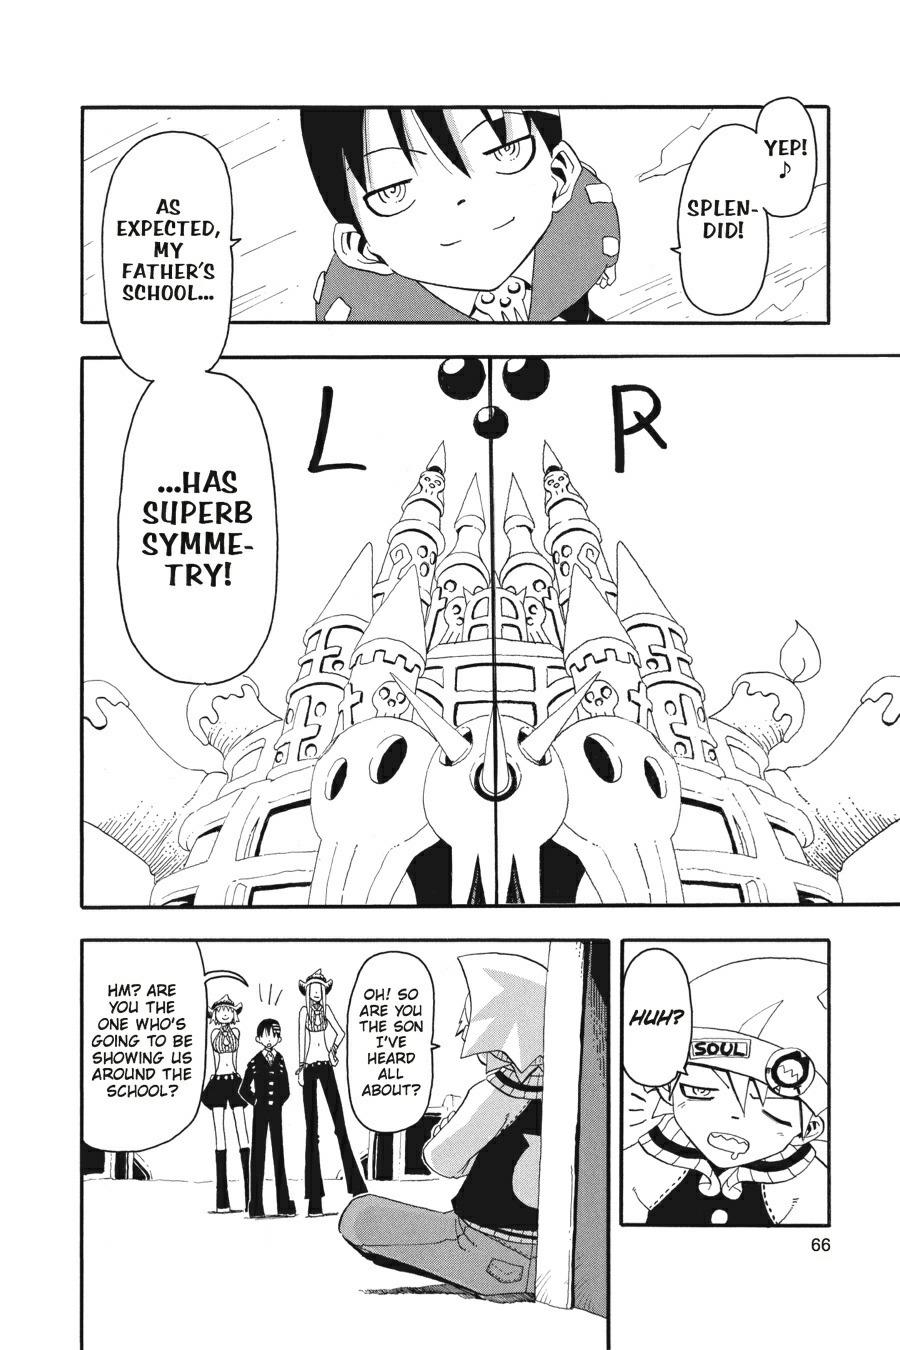 YEP!
♪
SPLEN-
DID!
AS
EXPECTED,
MY
FATHER'S
SCHOOL...
...HAS
SUPERB
SYMME-
TRY!
L
R
HUH?
SOUL
OH! SO
ARE YOU
THE SON
I'VE
HEARD
ALL
ABOUT?
HM? ARE
YOU THE
ONE WHO'S
GOING TO BE
SHOWING US
AROUND THE
SCHOOL?
66